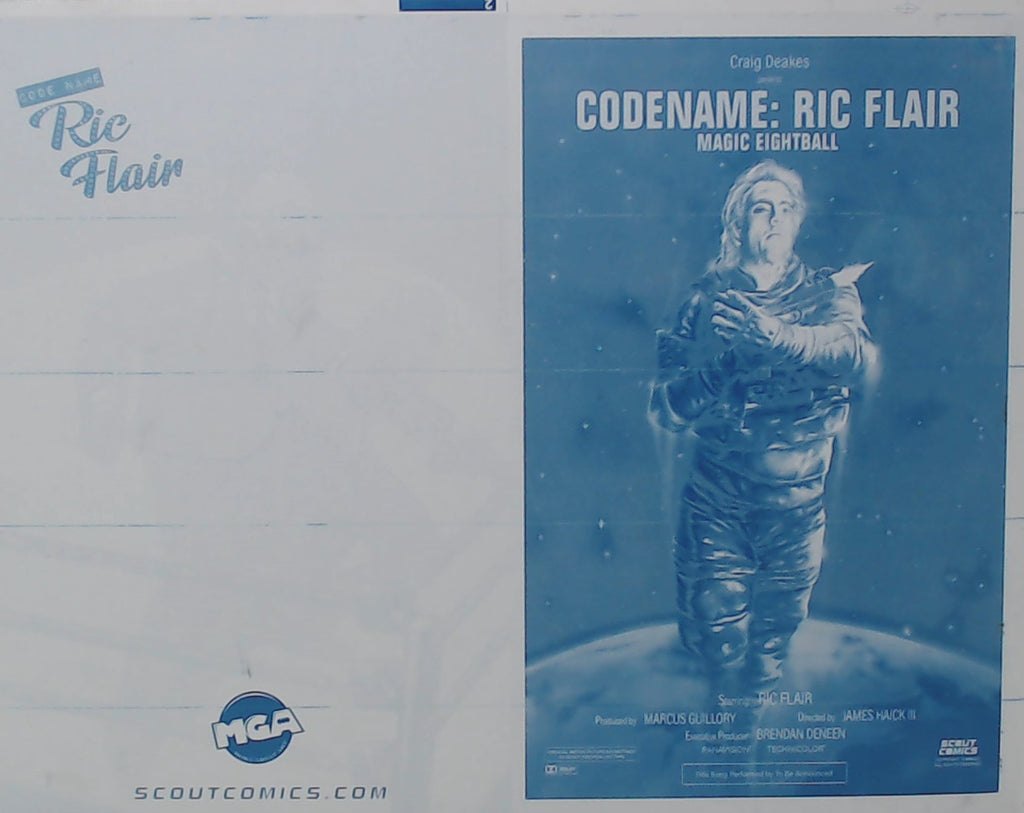 CODE NAME
Ric
Flair
MGA
SCOUTCOMICS.COM
Craig Deakes
presents
CODENAME: RIC FLAIR
MAGIC EIGHTBALL
Starring RIC FLAIR
Produced by MARCUS GUILLORY Directed by JAMES HAICK III
Executive Producer BRENDAN DENEEN
PANAVISION TECHNICOLOR
Title Song Performed by To Be Announced
SCOUT
COMICS